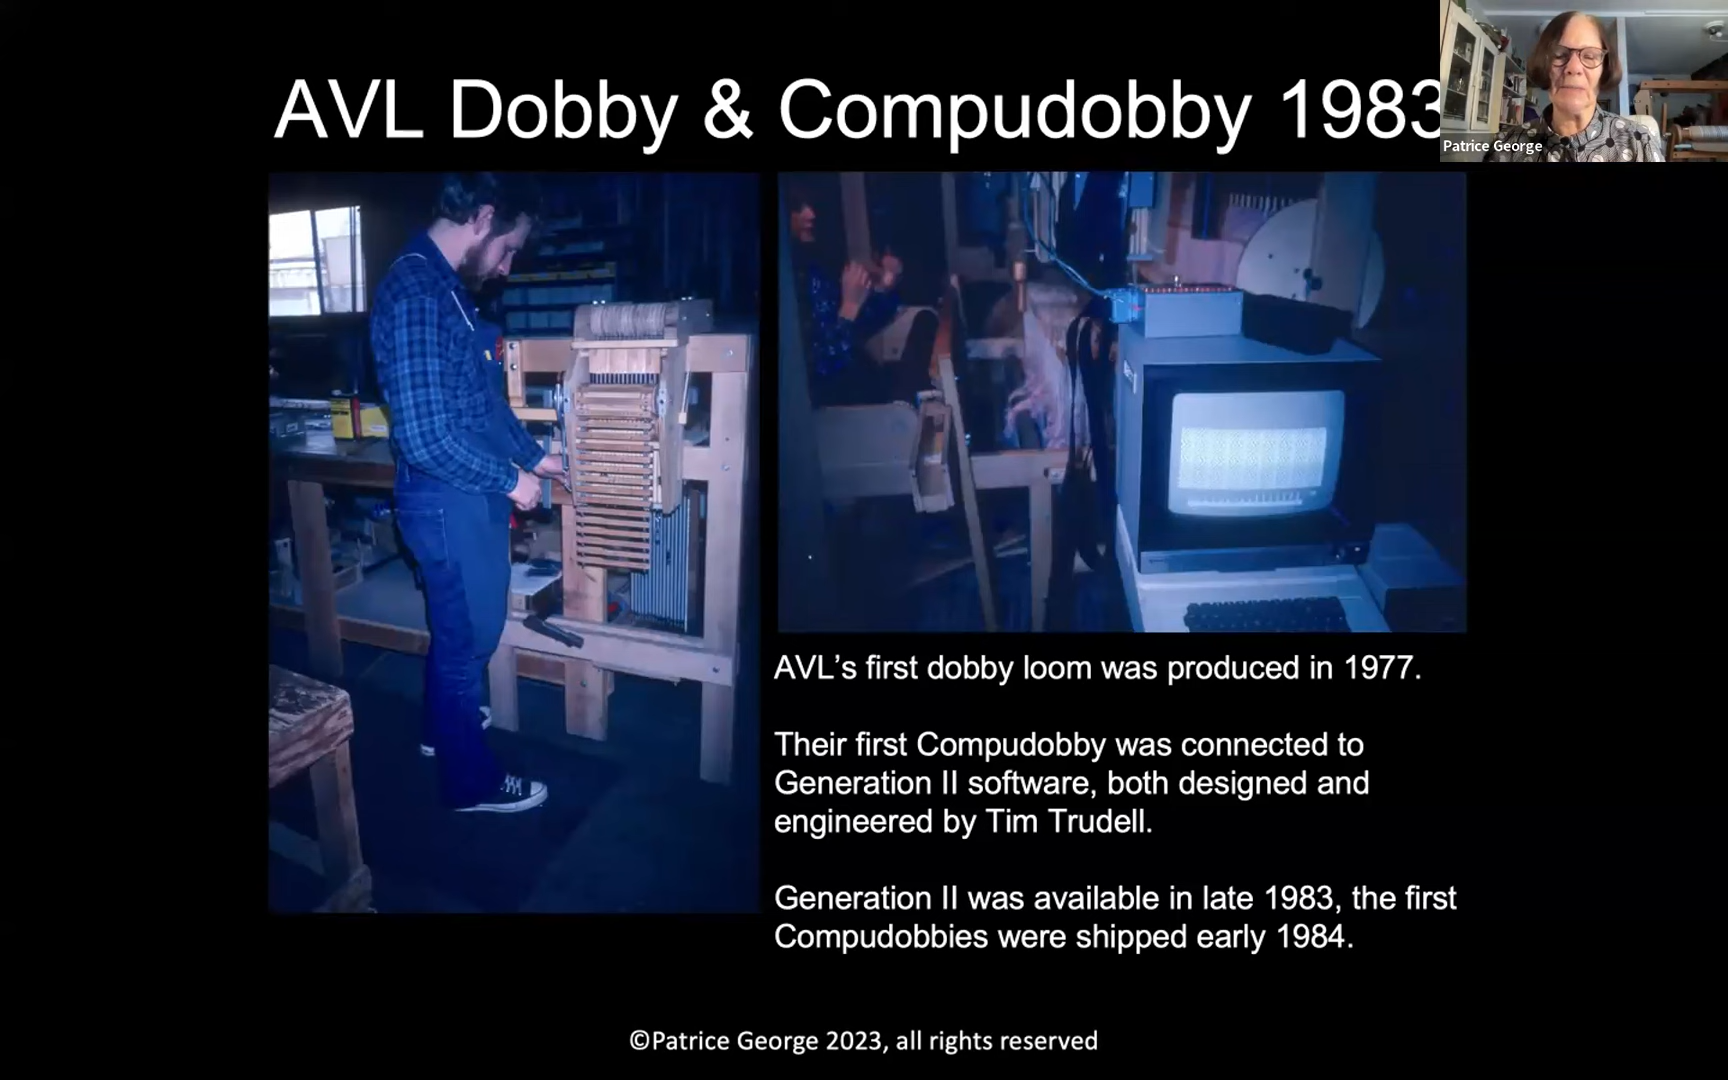 AVL Dobby & Compudobby 1983
Patrice George
AVL’s first dobby loom was produced in 1977.
Their first Compudobby was connected to
Generation II software, both designed and
engineered by Tim Trudell.
Generation II was available in late 1983, the first
Compudobbies were shipped early 1984.
©Patrice George 2023, all rights reserved